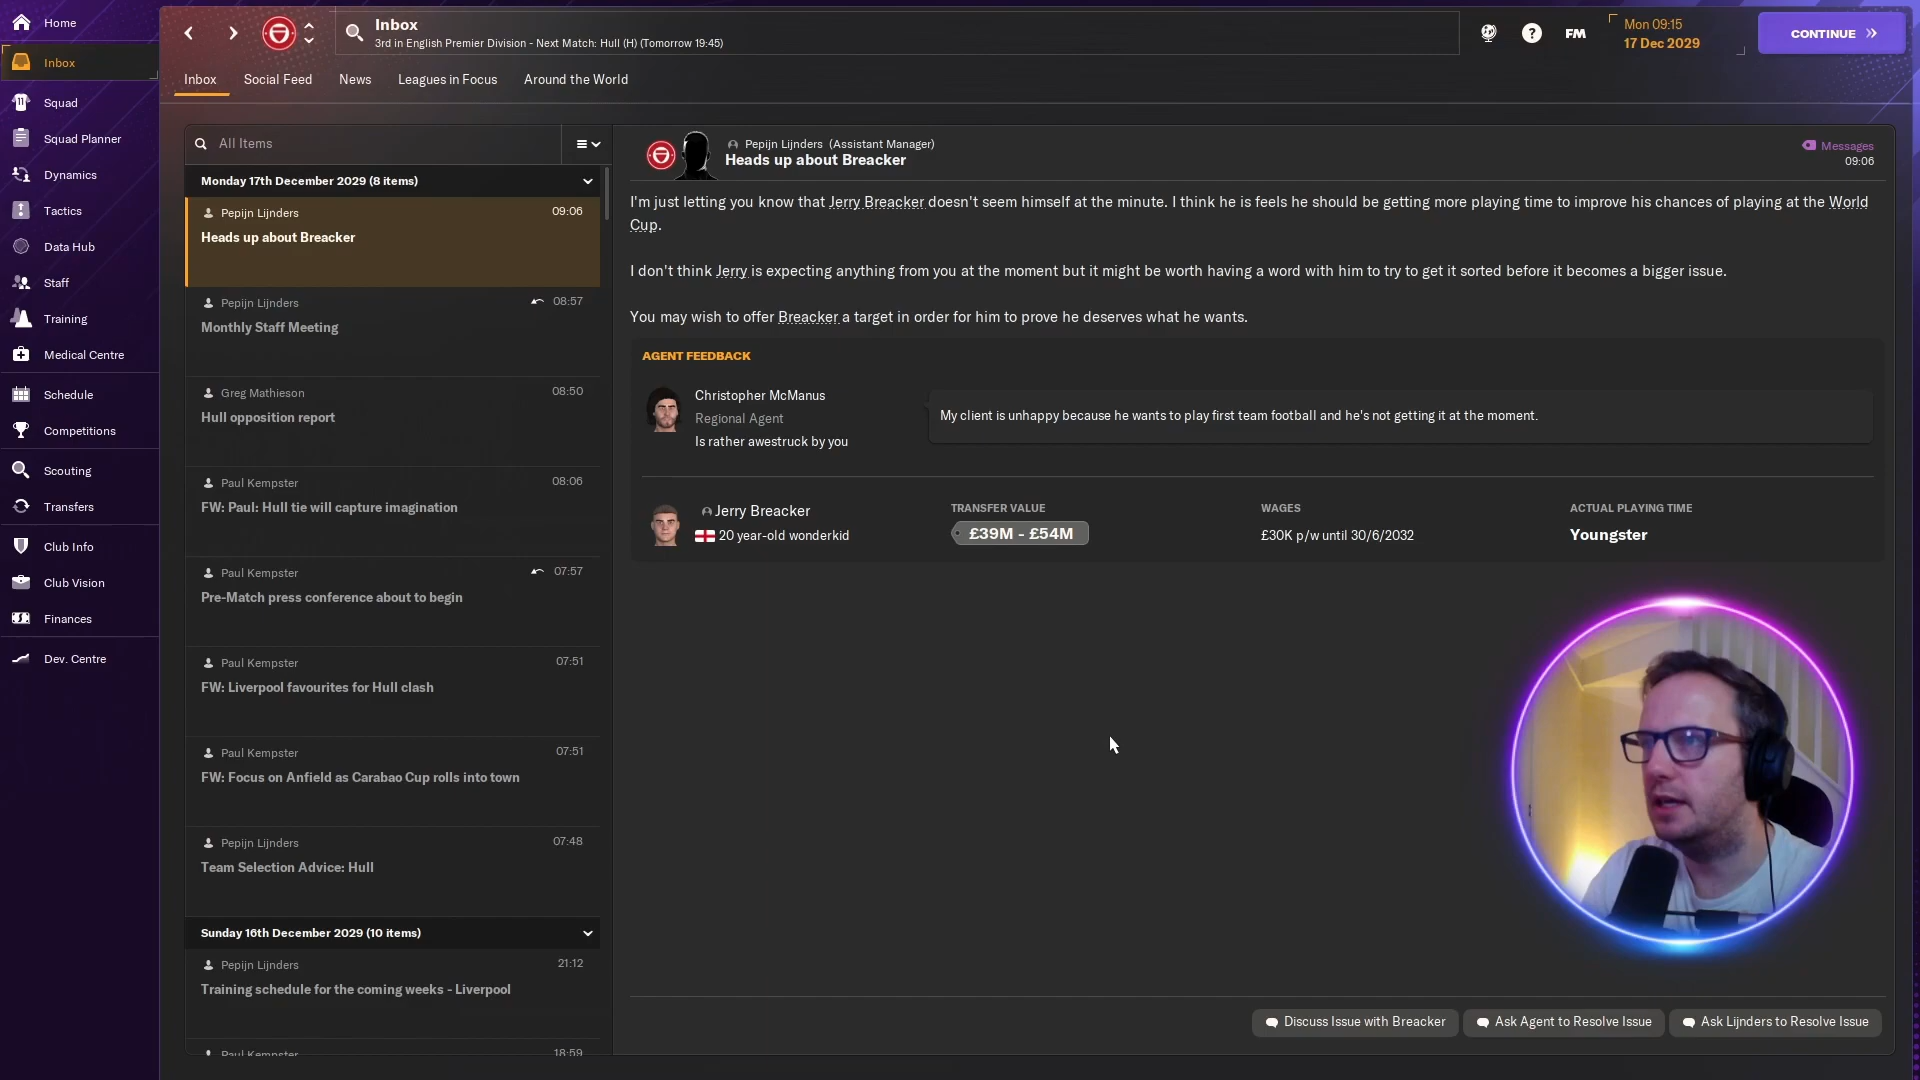 Home
Inbox
Squad
Squad Planner
Dynamics
Tactics
Data Hub
Staff
Training
Medical Centre
Schedule
Competitions
Scouting
Transfers
Club Info
Club Vision
Finances
Dev. Centre
Inbox
3rd in English Premier Division - Next Match: Hull (H) (Tomorrow 19:45)
FM
Mon 09:15
17 Dec 2029
CONTINUE
Inbox
Social Feed
News
Leagues in Focus
Around the World
All Items
Monday 17th December 2029 (8 items)
Pepijn Lijnders 09:06
Heads up about Breacker
Pepijn Lijnders 08:57
Monthly Staff Meeting
Greg Mathieson 08:50
Hull opposition report
Paul Kempster 08:06
FW: Paul: Hull tie will capture imagination
Paul Kempster 07:57
Pre-Match press conference about to begin
Paul Kempster 07:51
FW: Liverpool favourites for Hull clash
Paul Kempster 07:51
FW: Focus on Anfield as Carabao Cup rolls into town
Pepijn Lijnders 07:48
Team Selection Advice: Hull
Sunday 16th December 2029 (10 items)
Pepijn Lijnders 21:12
Training schedule for the coming weeks - Liverpool
Paul Kempster 18:59
Pepijn Lijnders (Assistant Manager)
Heads up about Breacker
Messages
09:06
I'm just letting you know that Jerry Breacker doesn't seem himself at the minute. I think he is feels he should be getting more playing time to improve his chances of playing at the World
Cup.
I don't think Jerry is expecting anything from you at the moment but it might be worth having a word with him to try to get it sorted before it becomes a bigger issue.
You may wish to offer Breacker a target in order for him to prove he deserves what he wants.
AGENT FEEDBACK
Christopher McManus
Regional Agent
Is rather awestruck by you
My client is unhappy because he wants to play first team football and he's not getting it at the moment.
Jerry Breacker
20 year-old wonderkid
TRANSFER VALUE
£39M - £54M
WAGES
£30K p/w until 30/6/2032
ACTUAL PLAYING TIME
Youngster
Discuss Issue with Breacker
Ask Agent to Resolve Issue
Ask Lijnders to Resolve Issue